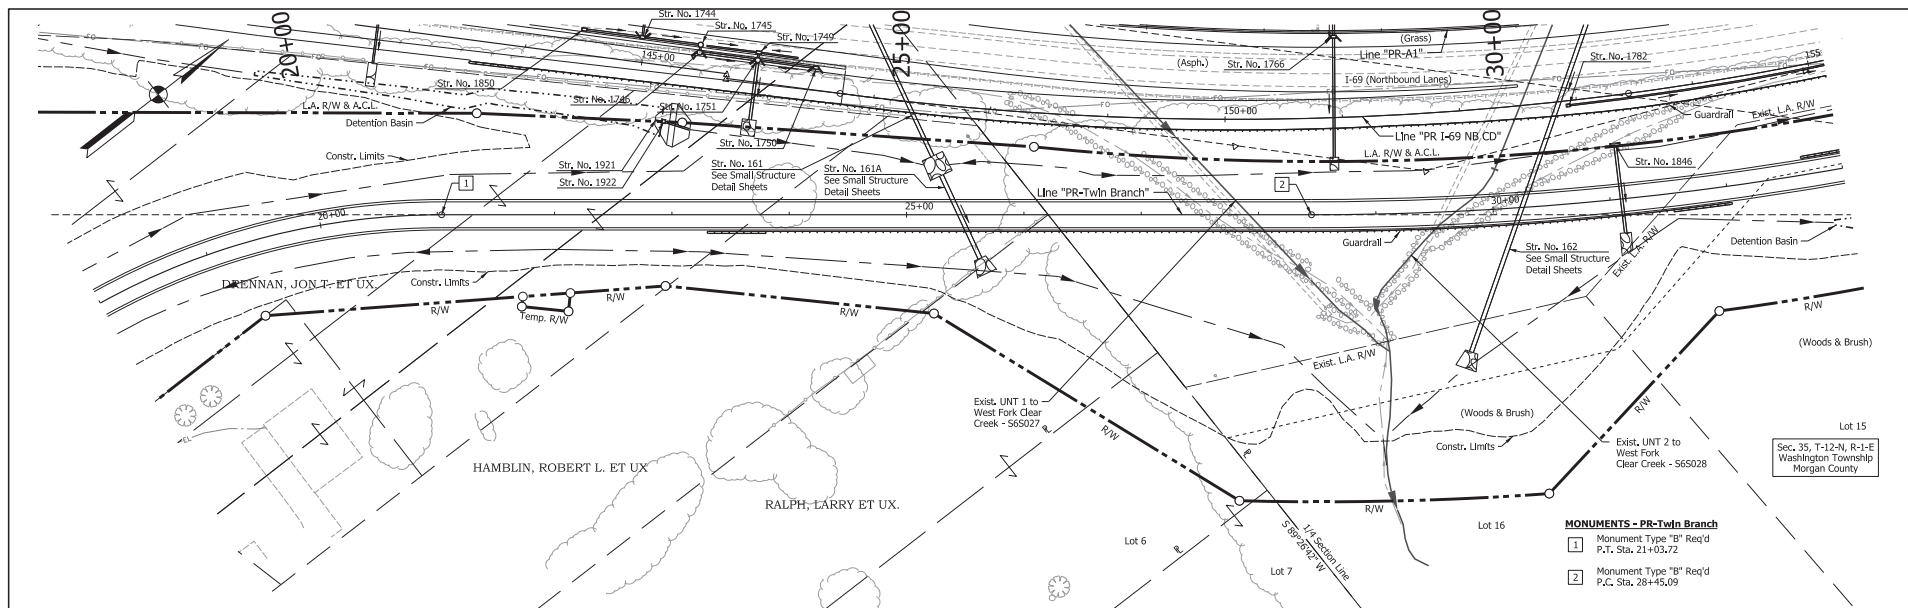 20+00
25+00
30+00
Str. No. 1744
Str. No. 1745
Str. No. 1749
145+00
Str. No. 1850
Str. No. 1746
Str. No. 1751
Str. No. 1750
L.A. R/W & A.C.L.
Detention Basin
Constr. Limits
Str. No. 1921
Str. No. 1922
Str. No. 161
See Small Structure
Detail Sheets
Str. No. 161A
See Small Structure
Detail Sheets
(Grass)
Line "PR-A1"
(Asph.)
Str. No. 1766
I-69 (Northbound Lanes)
Str. No. 1782
155
150+00
Guardrail
Exist. L.A. R/W
Line "PR I-69 NB CD"
L.A. R/W & A.C.L.
Str. No. 1846
1
2
Line "PR-Twin Branch"
20+00
25+00
30+00
Guardrail
Str. No. 162
See Small Structure
Detail Sheets
Exist. L.A. R/W
Detention Basin
DRENNAN, JON T. ET UX.
Constr. Limits
R/W
Temp. R/W
R/W
R/W
R/W
Exist. L.A. R/W
(Woods & Brush)
Exist. UNT 1 to
West Fork Clear
Creek - S6S027
R/W
(Woods & Brush)
R/W
Constr. Limits
Exist. UNT 2 to
West Fork
Clear Creek - S6S028
Lot 15
Sec. 35, T-12-N, R-1-E
Washington Township
Morgan County
EL
HAMBLIN, ROBERT L. ET UX
RALPH, LARRY ET UX.
R/W
Lot 16
Lot 6
Lot 7
1/4 Section Line
S 89°26'42" W
MONUMENTS - PR-Twin Branch
1 Monument Type "B" Req'd
P.T. Sta. 21+03.72
2 Monument Type "B" Req'd
P.C. Sta. 28+45.09